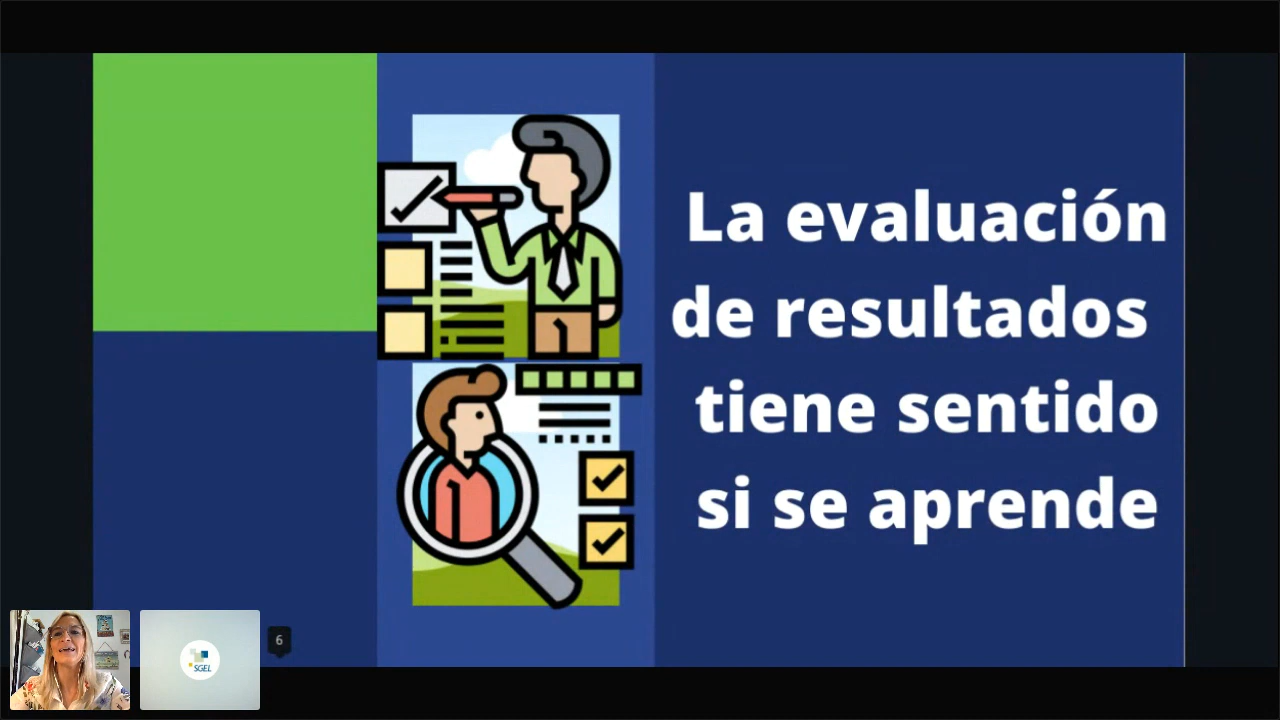 La evaluación
de resultados
tiene sentido
si se aprende
SGEL
6